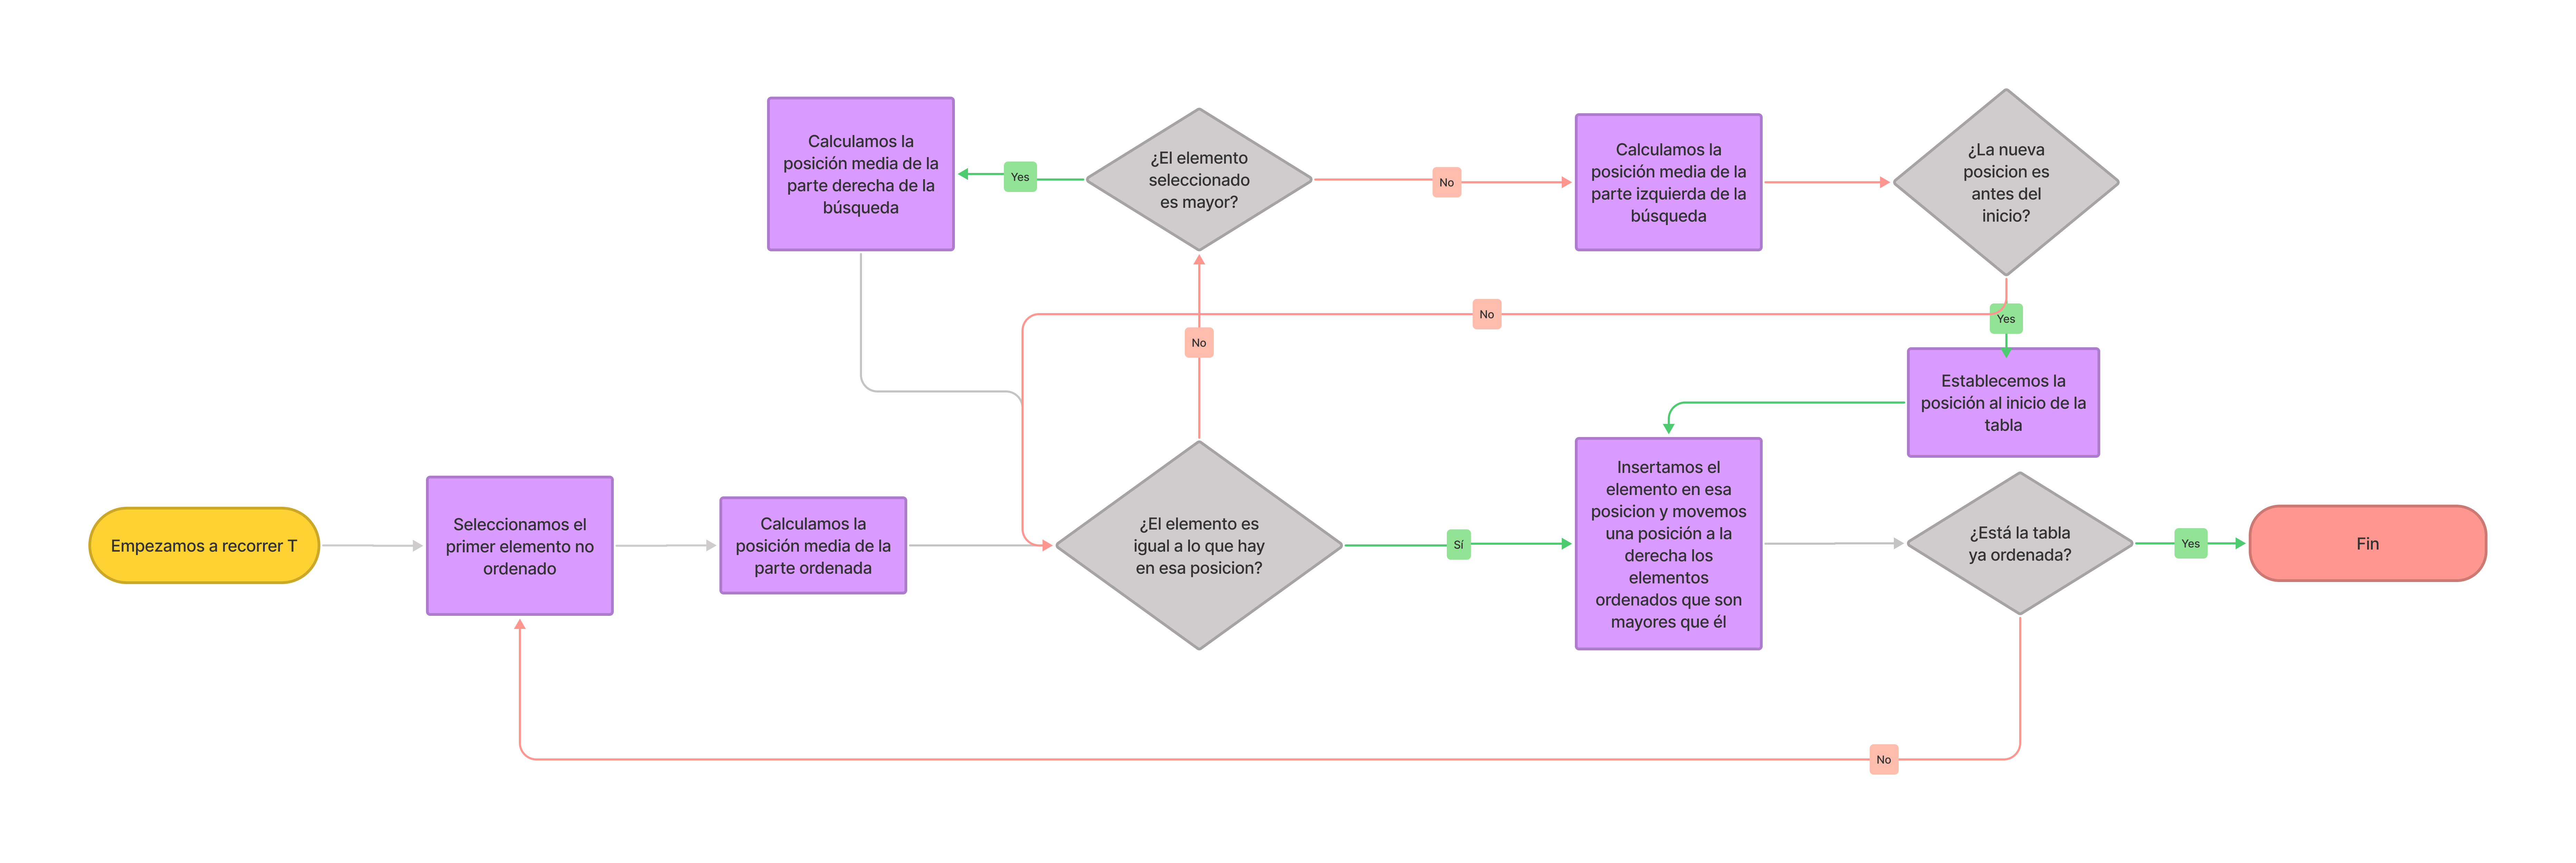 Calculamos la
posición media de la
parte derecha de la
búsqueda
Yes
¿El elemento
seleccionado
es mayor?
No
Calculamos la
posición media de la
parte izquierda de la
búsqueda
¿La nueva
posicion es
antes del
inicio?
No
Yes
No
Establecemos la
posición al inicio de la
tabla
Empezamos a recorrer T
Seleccionamos el
primer elemento no
ordenado
Calculamos la
posición media de la
parte ordenada
¿El elemento es
igual a lo que hay
en esa posicion?
Sí
Insertamos el
elemento en esa
posicion y movemos
una posición a la
derecha los
elementos
ordenados que son
mayores que él
¿Está la tabla
ya ordenada?
Yes
Fin
No